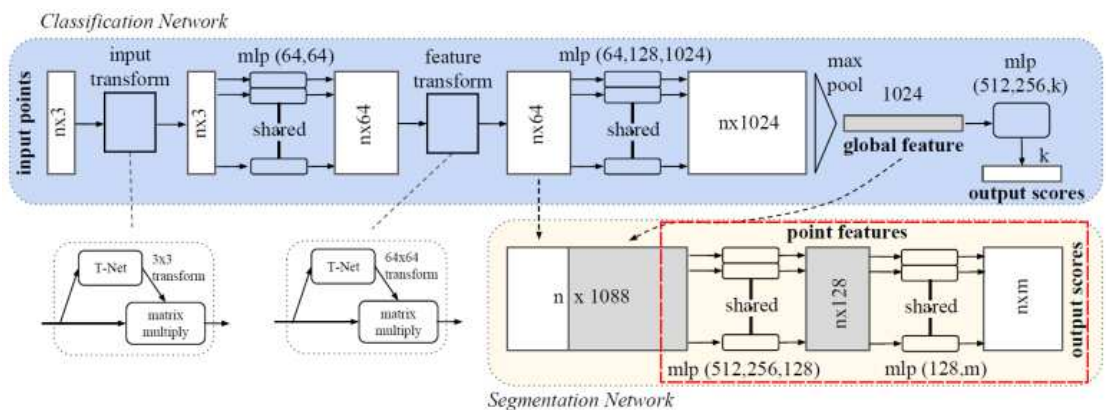 Classification Network
input points
nx3
input
transform
nx3
mlp (64,64)
shared
nx64
feature
transform
nx64
mlp (64,128,1024)
shared
nx1024
max
pool
1024
global feature
mlp
(512,256,k)
k
output scores
T-Net
3x3
transform
matrix
multiply
T-Net
64x64
transform
matrix
multiply
point features
n x 1088
shared
mlp (512,256,128)
nx128
shared
mlp (128,m)
nxm
output scores
Segmentation Network